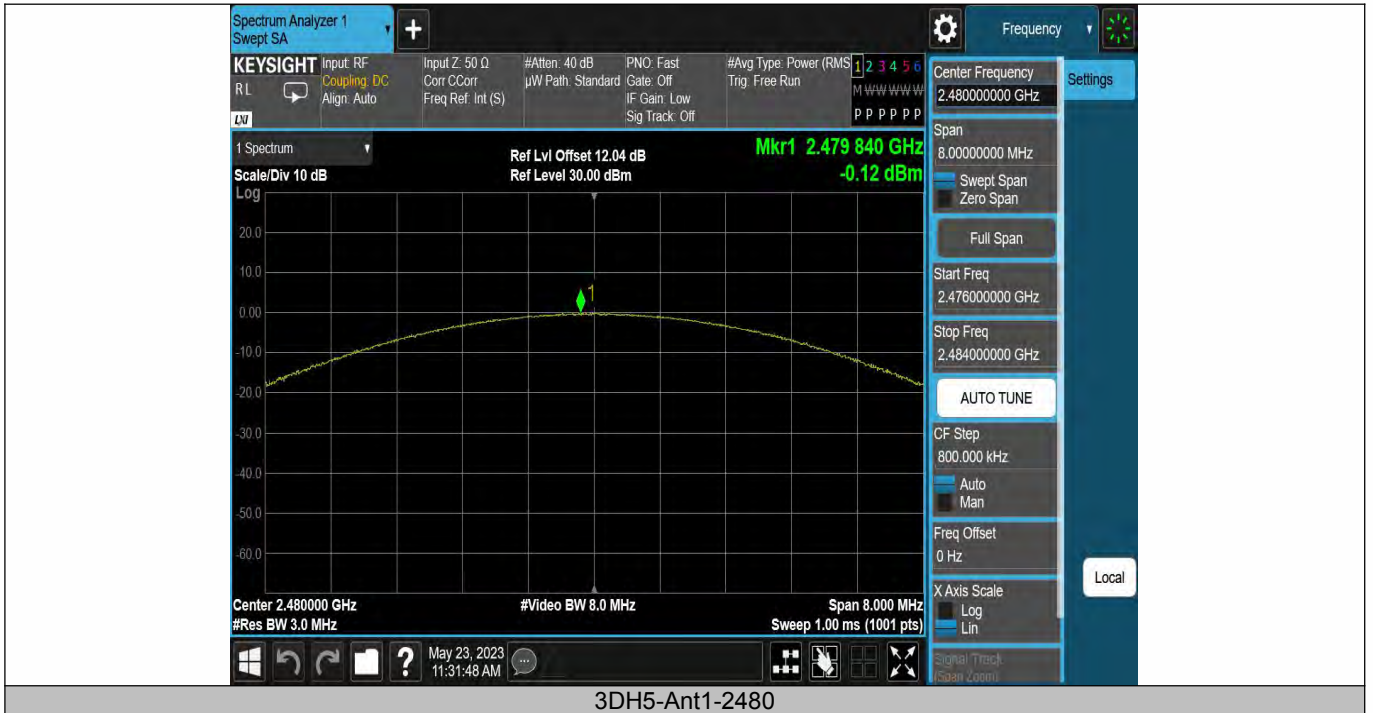 Spectrum Analyzer 1
Swept SA
+
Frequency
KEYSIGHT
RL
LXI
Input: RF
Coupling: DC
Align: Auto
Input Z: 50 Ω
Corr CCorr
Freq Ref: Int (S)
#Atten: 40 dB
µW Path: Standard
PNO: Fast
Gate: Off
IF Gain: Low
Sig Track: Off
#Avg Type: Power (RMS
Trig: Free Run
1 2 3 4 5 6
M W W W W W
P P P P P P
Center Frequency
2.480000000 GHz
Settings
1 Spectrum
Scale/Div 10 dB
Ref Lvl Offset 12.04 dB
Ref Level 30.00 dBm
Mkr1 2.479 840 GHz
-0.12 dBm
Span
8.00000000 MHz
Swept Span
Zero Span
Full Span
Start Freq
2.476000000 GHz
Stop Freq
2.484000000 GHz
AUTO TUNE
CF Step
800.000 kHz
Auto
Man
Freq Offset
0 Hz
X Axis Scale
Log
Lin
Signal Track
(Span Zoom)
Local
Log
20.0
10.0
0.00
-10.0
-20.0
-30.0
-40.0
-50.0
-60.0
1
Center 2.480000 GHz
#Res BW 3.0 MHz
#Video BW 8.0 MHz
Span 8.000 MHz
Sweep 1.00 ms (1001 pts)
?
May 23, 2023
11:31:48 AM
3DH5-Ant1-2480